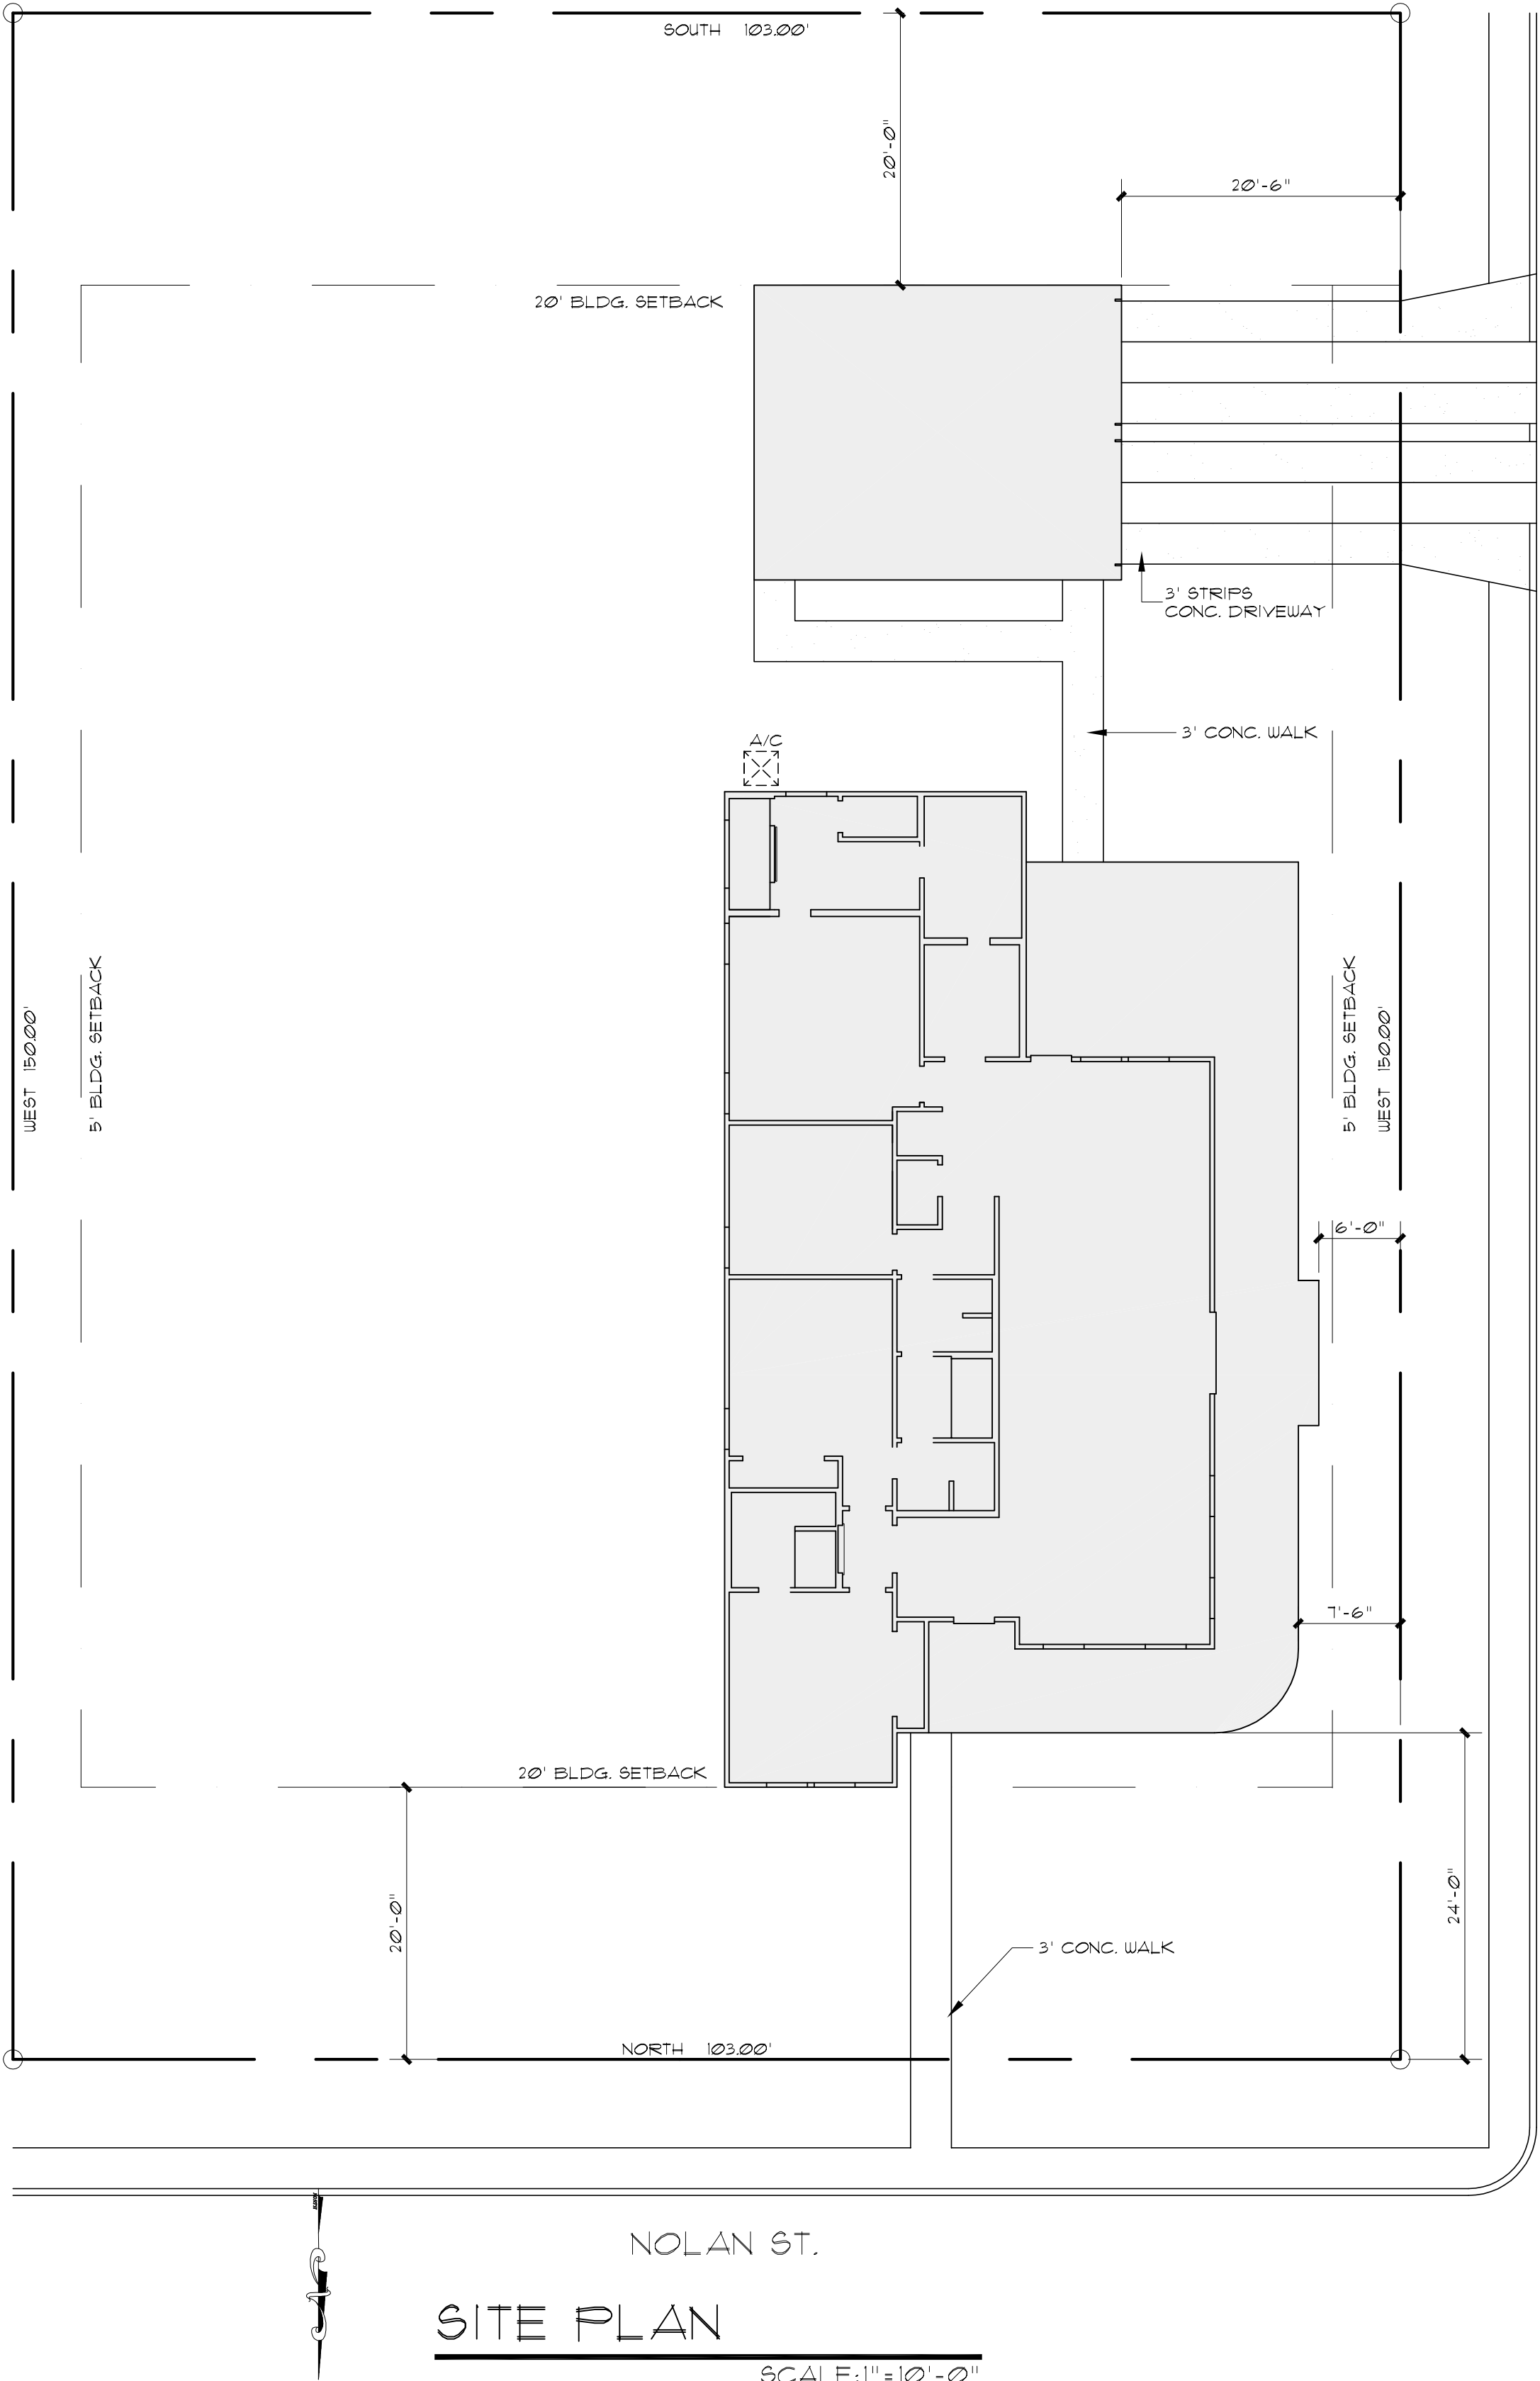 SOUTH 103.00'
20'-0"
20'-6"
20' BLDG. SETBACK
3' STRIPS
CONC. DRIVEWAY
3' CONC. WALK
A/C
WEST 150.00'
5' BLDG. SETBACK
5' BLDG. SETBACK
WEST 150.00'
6'-0"
7'-6"
20' BLDG. SETBACK
20'-0"
24'-0"
3' CONC. WALK
NORTH 103.00'
NOLAN ST.
SITE PLAN
SCALE:1"=10'-0"